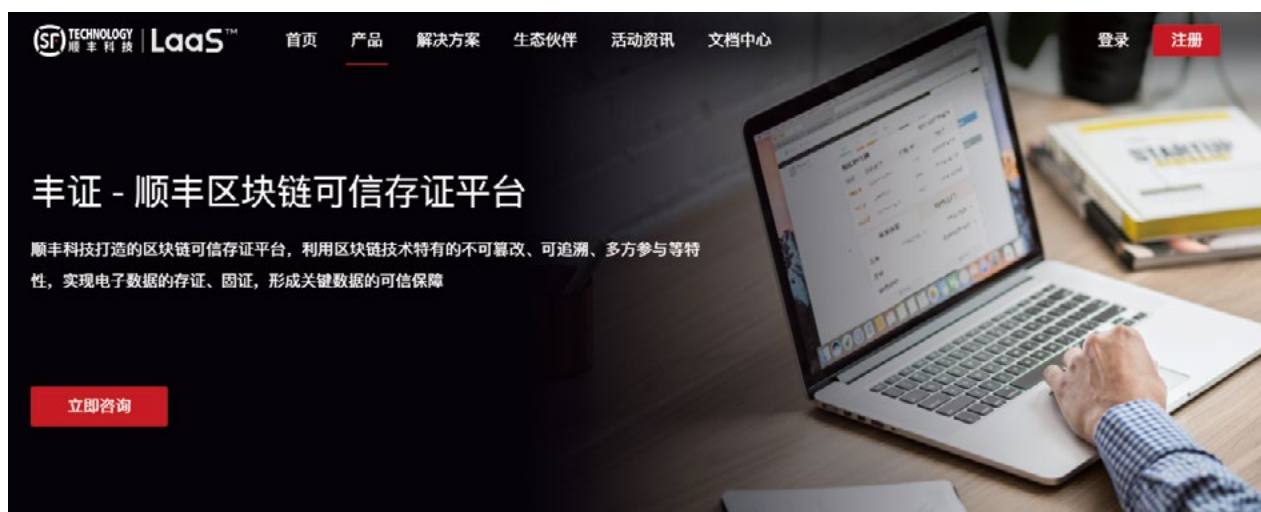 SF TECHNOLOGY 顺丰科技 | LaaS™ 首页 产品 解决方案 生态伙伴 活动资讯 文档中心 登录 注册
丰证 - 顺丰区块链可信存证平台
顺丰科技打造的区块链可信存证平台，利用区块链技术特有的不可篡改、可追溯、多方参与等特
性，实现电子数据的存证、固证，形成关键数据的可信保障
立即咨询
STARTUP